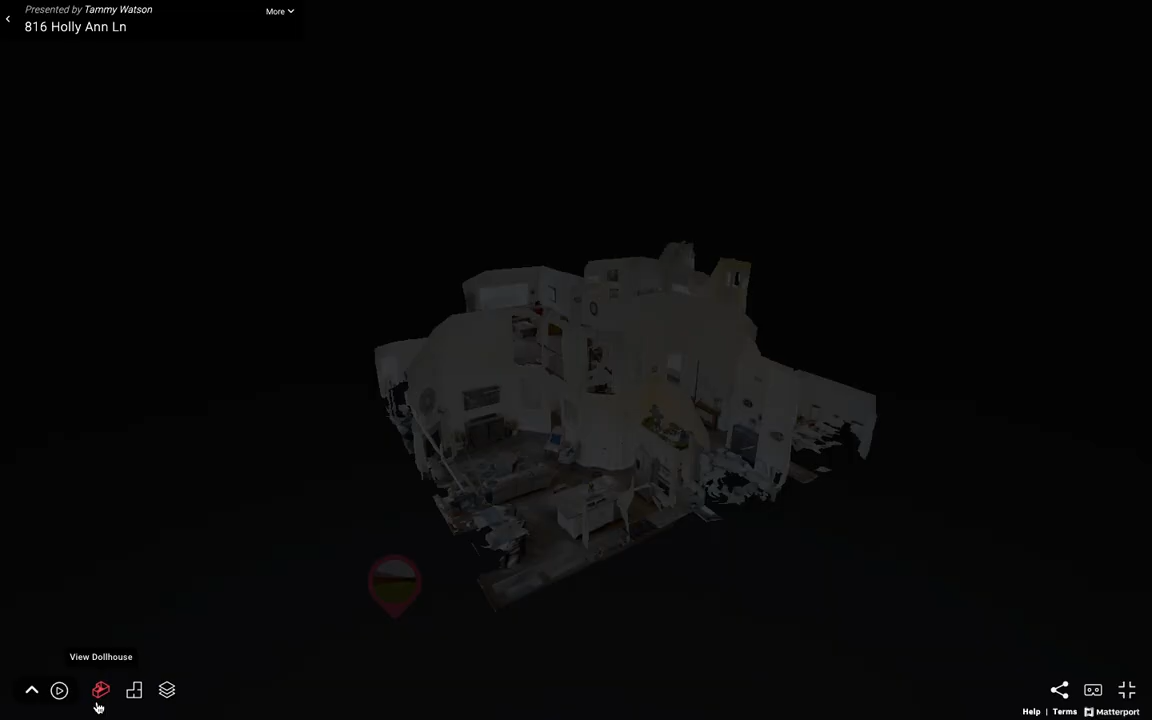 Presented by Tammy Watson
More
816 Holly Ann Ln
View Dollhouse
Help | Terms Matterport